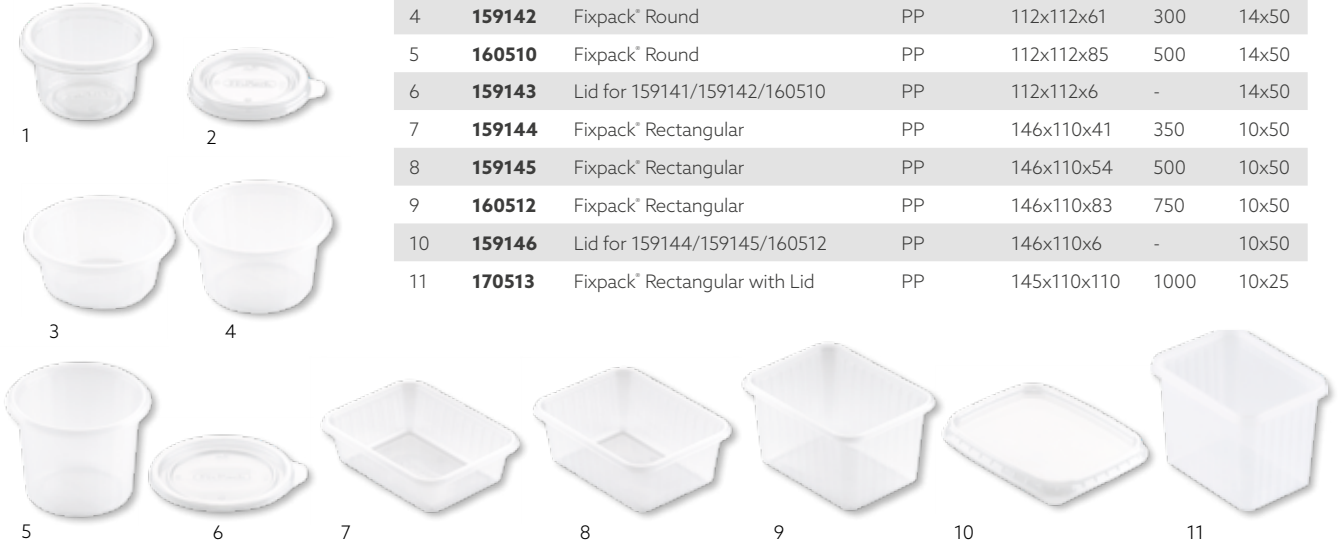 4 159142 Fixpack® Round PP 112x112x61 300 14x50
5 160510 Fixpack® Round PP 112x112x85 500 14x50
6 159143 Lid for 159141/159142/160510 PP 112x112x6 - 14x50
7 159144 Fixpack® Rectangular PP 146x110x41 350 10x50
8 159145 Fixpack® Rectangular PP 146x110x54 500 10x50
9 160512 Fixpack® Rectangular PP 146x110x83 750 10x50
10 159146 Lid for 159144/159145/160512 PP 146x110x6 - 10x50
11 170513 Fixpack® Rectangular with Lid PP 145x110x110 1000 10x25
1 2
3 4
5 6 7 8 9 10 11